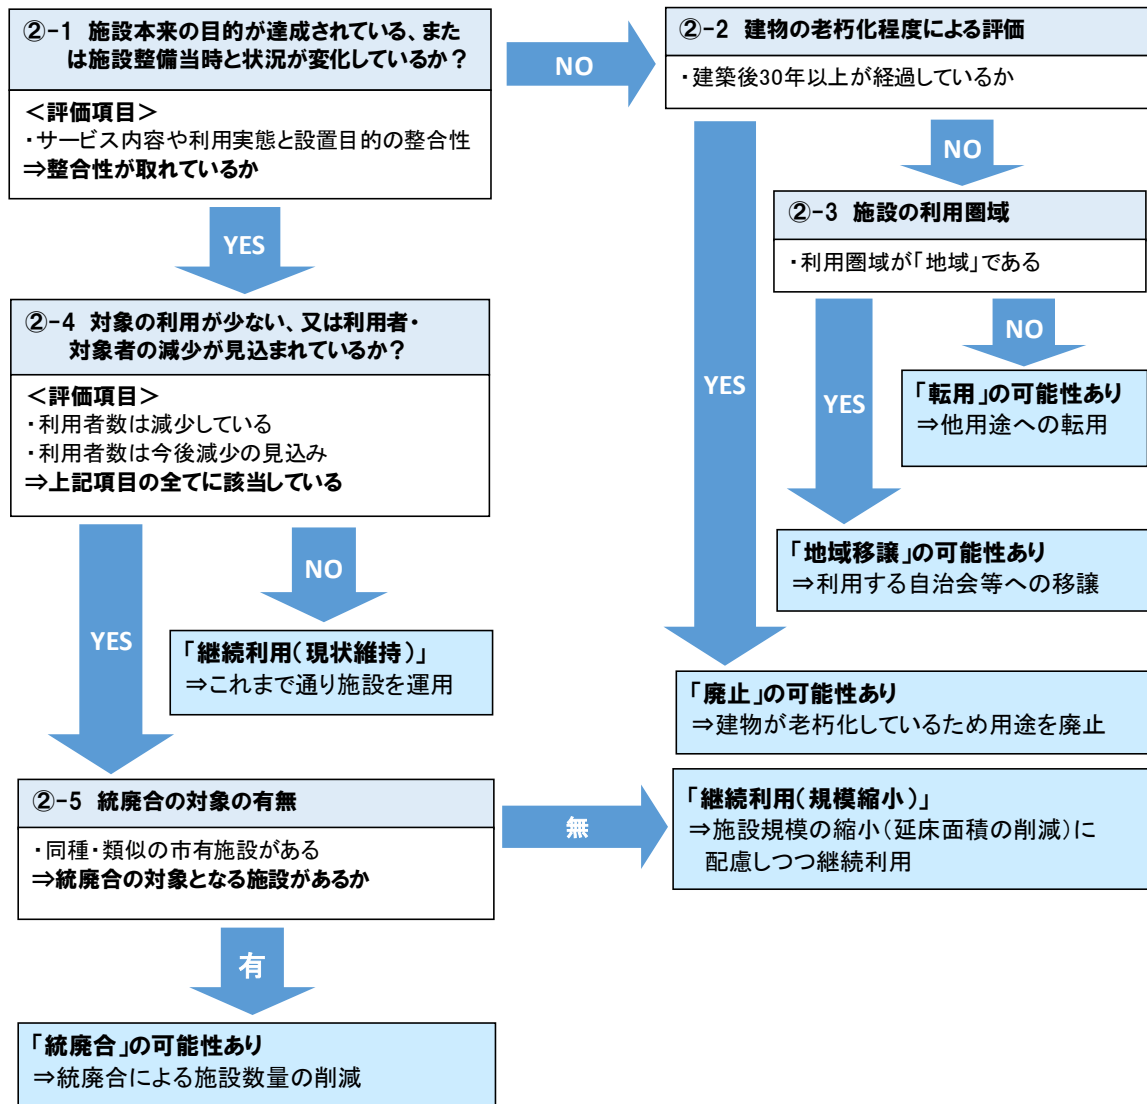 ②-1 施設本来の目的が達成されている、また
は施設整備当時と状況が変化しているか？
＜評価項目＞
・サービス内容や利用実態と設置目的の整合性
⇒整合性が取れているか
NO
②-2 建物の老朽化程度による評価
・建築後30年以上が経過しているか
NO
②-3 施設の利用圏域
・利用圏域が「地域」である
YES
②-4 対象の利用が少ない、又は利用者・
対象者の減少が見込まれているか？
＜評価項目＞
・利用者数は減少している
・利用者数は今後減少の見込み
⇒上記項目の全てに該当している
YES
YES
NO
「転用」の可能性あり
⇒他用途への転用
「地域移譲」の可能性あり
⇒利用する自治会等への移譲
YES
NO
「継続利用（現状維持）」
⇒これまで通り施設を運用
「廃止」の可能性あり
⇒建物が老朽化しているため用途を廃止
②-5 統廃合の対象の有無
・同種・類似の市有施設がある
⇒統廃合の対象となる施設があるか
無
「継続利用（規模縮小）」
⇒施設規模の縮小（延床面積の削減）に
配慮しつつ継続利用
有
「統廃合」の可能性あり
⇒統廃合による施設数量の削減